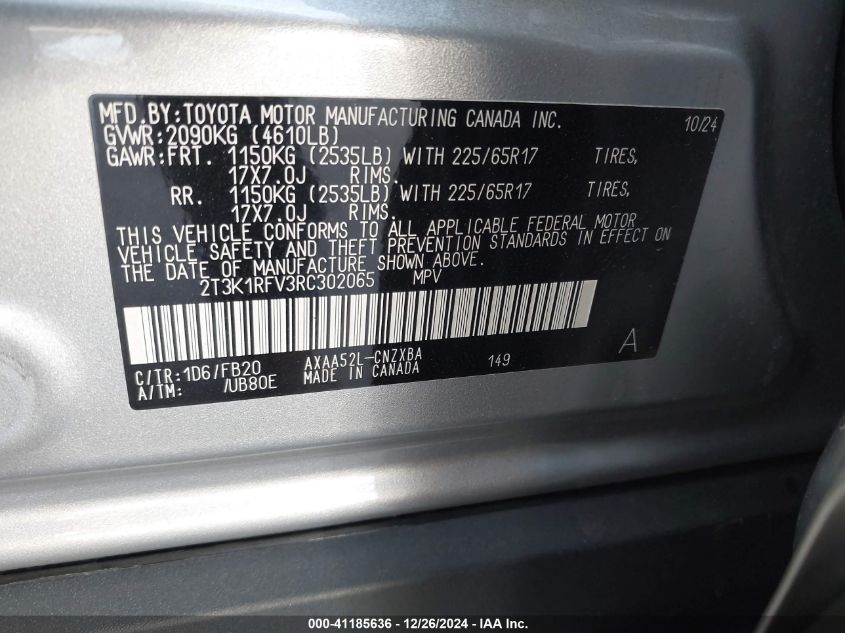 MFD.BY:TOYOTA MOTOR MANUFACTURING CANADA INC. 10/24
GVWR:2090KG (4610LB)
GAWR:FRT. 1150KG (2535LB) WITH 225/65R17 TIRES,
17X7.0J RIMS.
RR. 1150KG (2535LB) WITH 225/65R17 TIRES,
17X7.0J RIMS.
THIS VEHICLE CONFORMS TO ALL APPLICABLE FEDERAL MOTOR
VEHICLE SAFETY AND THEFT PREVENTION STANDARDS IN EFFECT ON
THE DATE OF MANUFACTURE SHOWN ABOVE.
2T3K1RFV3RC302065 MPV
C/TR:1D6/FB20 AXAA52L-CNZXBA 149 A
A/TM: /UB80E MADE IN CANADA
000-41185636 - 12/26/2024 - IAA Inc.